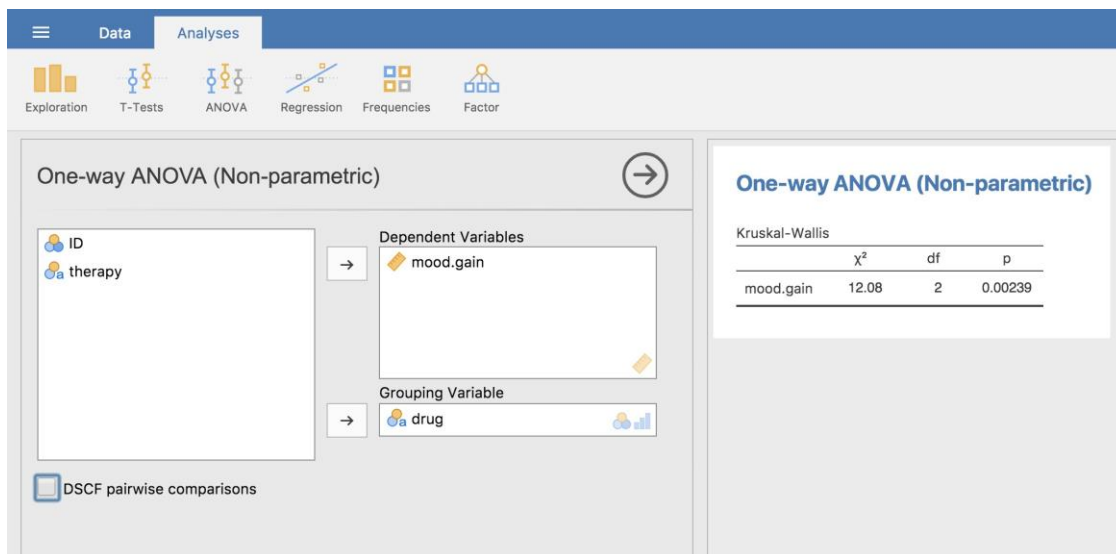 Data Analyses
Exploration T-Tests ANOVA Regression Frequencies Factor
One-way ANOVA (Non-parametric)
ID
therapy
Dependent Variables
mood.gain
Grouping Variable
drug
DSCF pairwise comparisons
One-way ANOVA (Non-parametric)
Kruskal-Wallis
χ² df p
mood.gain 12.08 2 0.00239